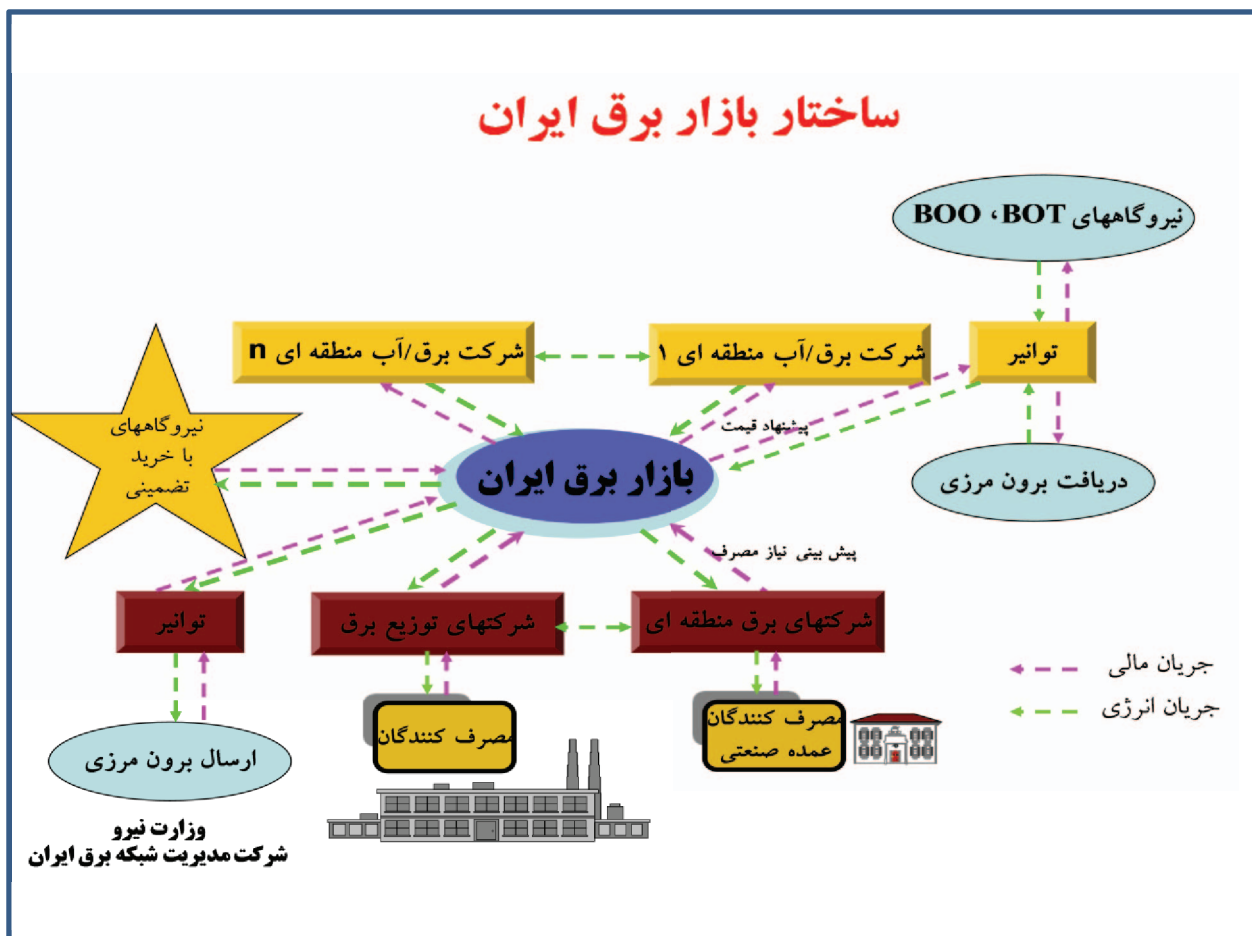 ساختار بازار برق ایران
نیروگاههای BOO ، BOT
شرکت برق/آب منطقه ای n
شرکت برق/آب منطقه ای ۱
توانیر
نیروگاههای
با خرید
تضمینی
پیشنهاد قیمت
بازار برق ایران
دریافت برون مرزی
پیش بینی نیاز مصرف
توانیر
شرکتهای توزیع برق
شرکتهای برق منطقه ای
جریان مالی
جریان انرژی
مصرف کنندگان
مصرف کنندگان
عمده صنعتی
ارسال برون مرزی
وزارت نیرو
شرکت مدیریت شبکه برق ایران